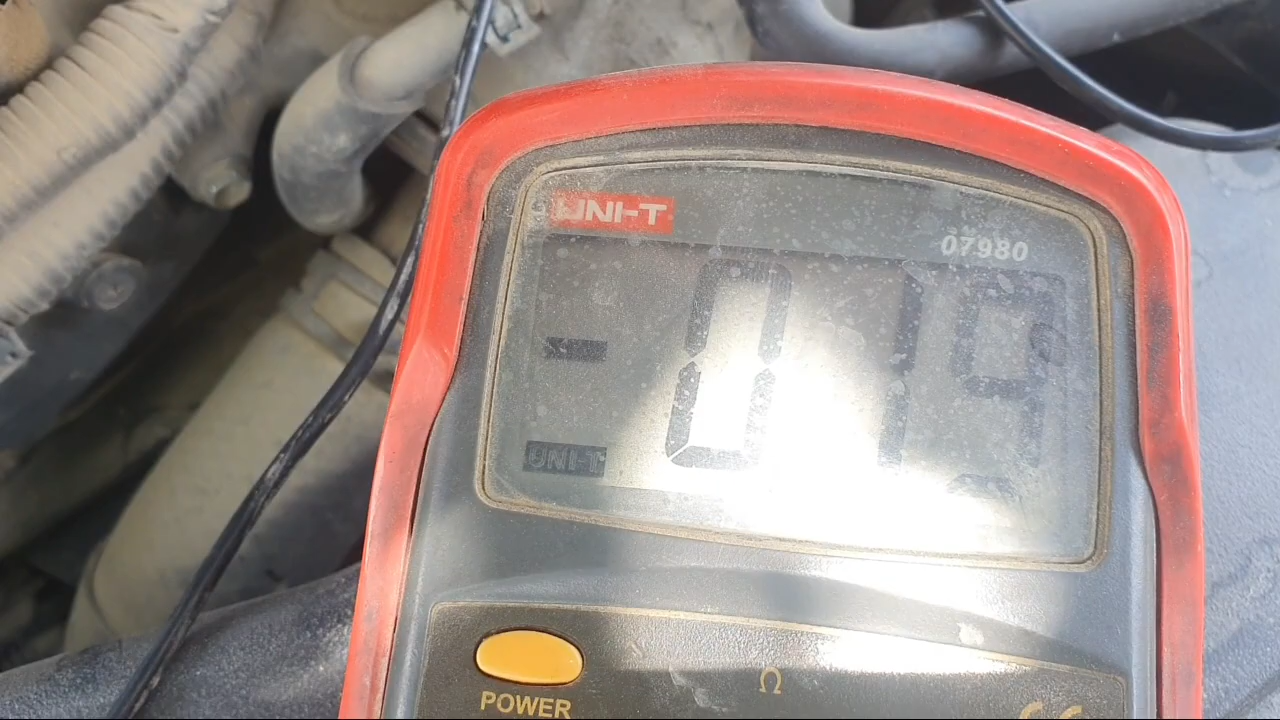 UNI-T
07980
- 019
UNI-T
POWER
Ω